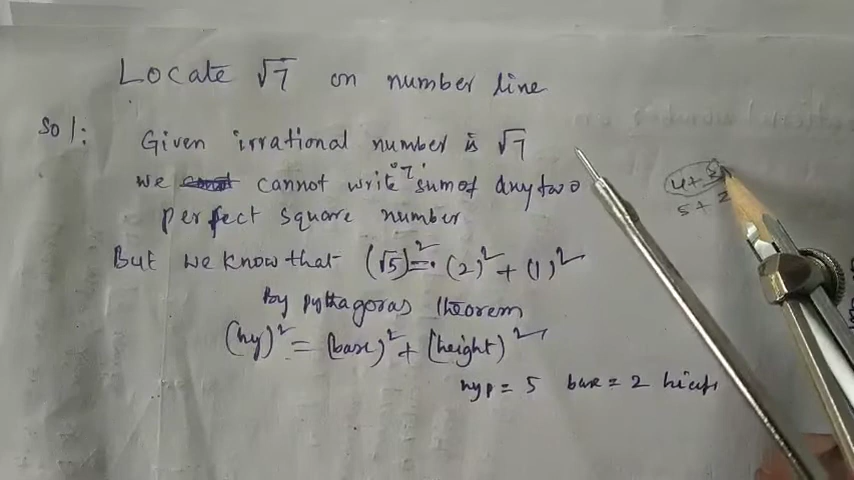 Locate √7 on number line
Sol:
Given irrational number is √7
we cannot write '7' sum of any two
perfect square number
But we know that (√5)² = (2)² + (1)²
By pythagoras theorem
(hy)² = (base)² + (height)²
hyp = 5 base = 2
4+3
5+2